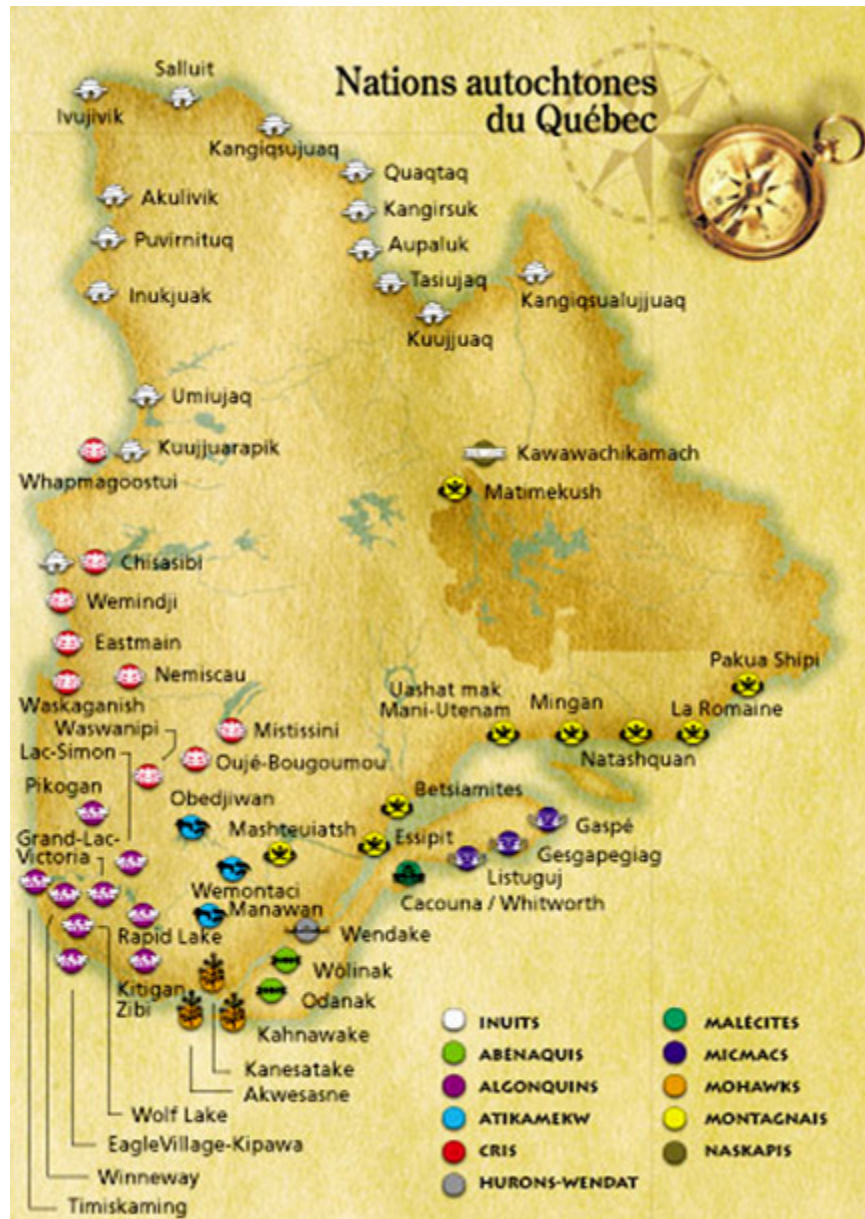 Nations autochtones
du Québec
Salluit
Ivujivik
Kangiqsujuaq
Quaqtaq
Akulivik
Kangirsuk
Puvirnituq
Aupaluk
Tasiujaq
Inukjuak
Kangiqsualujjuaq
Kuujjuaq
Umiujaq
Kuujjuarapik
Kawawachikamach
Whapmagoostui
Matimekush
Chisasibi
Wemindji
Eastmain
Nemiscau
Pakua Shipi
Waskaganish
Uashat mak
Mani-Utenam
Mingan
La Romaine
Waswanipi
Mistissini
Natashquan
Lac-Simon
Oujé-Bougoumou
Pikogan
Obedjiwan
Betsiamites
Grand-Lac-
Victoria
Mashteuiatsh
Essipit
Gaspé
Gesgapegiag
Listuguj
Wemontaci
Cacouna / Whitworth
Manawan
Rapid Lake
Wendake
Kitigan
Zibi
Wôlinak
Odanak
Kahnawake
Kanesatake
Akwesasne
Wolf Lake
EagleVillage-Kipawa
Winneway
Timiskaming
INUITS
ABÉNAQUIS
ALGONQUINS
ATIKAMEKW
CRIS
HURONS-WENDAT
MALÉCITES
MICMACS
MOHAWKS
MONTAGNAIS
NASKAPIS